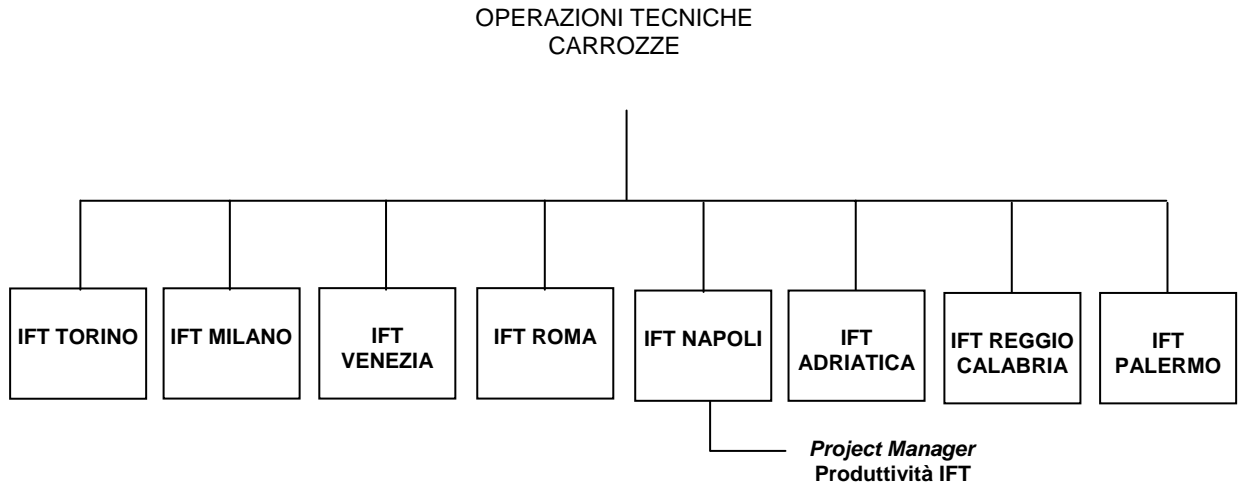 OPERAZIONI TECNICHE
CARROZZE
IFT TORINO
IFT MILANO
IFT
VENEZIA
IFT ROMA
IFT NAPOLI
IFT
ADRIATICA
IFT REGGIO
CALABRIA
IFT
PALERMO
Project Manager
Produttività IFT